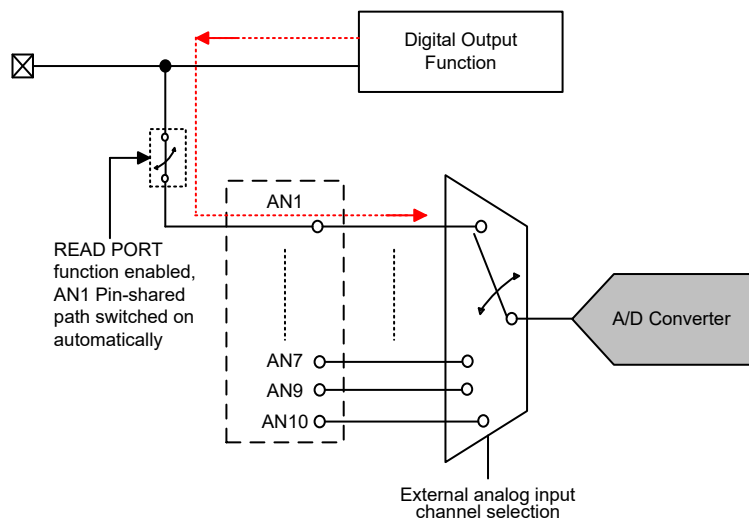 Digital Output
Function
AN1
READ PORT
function enabled,
AN1 Pin-shared
path switched on
automatically
A/D Converter
AN7
AN9
AN10
External analog input
channel selection